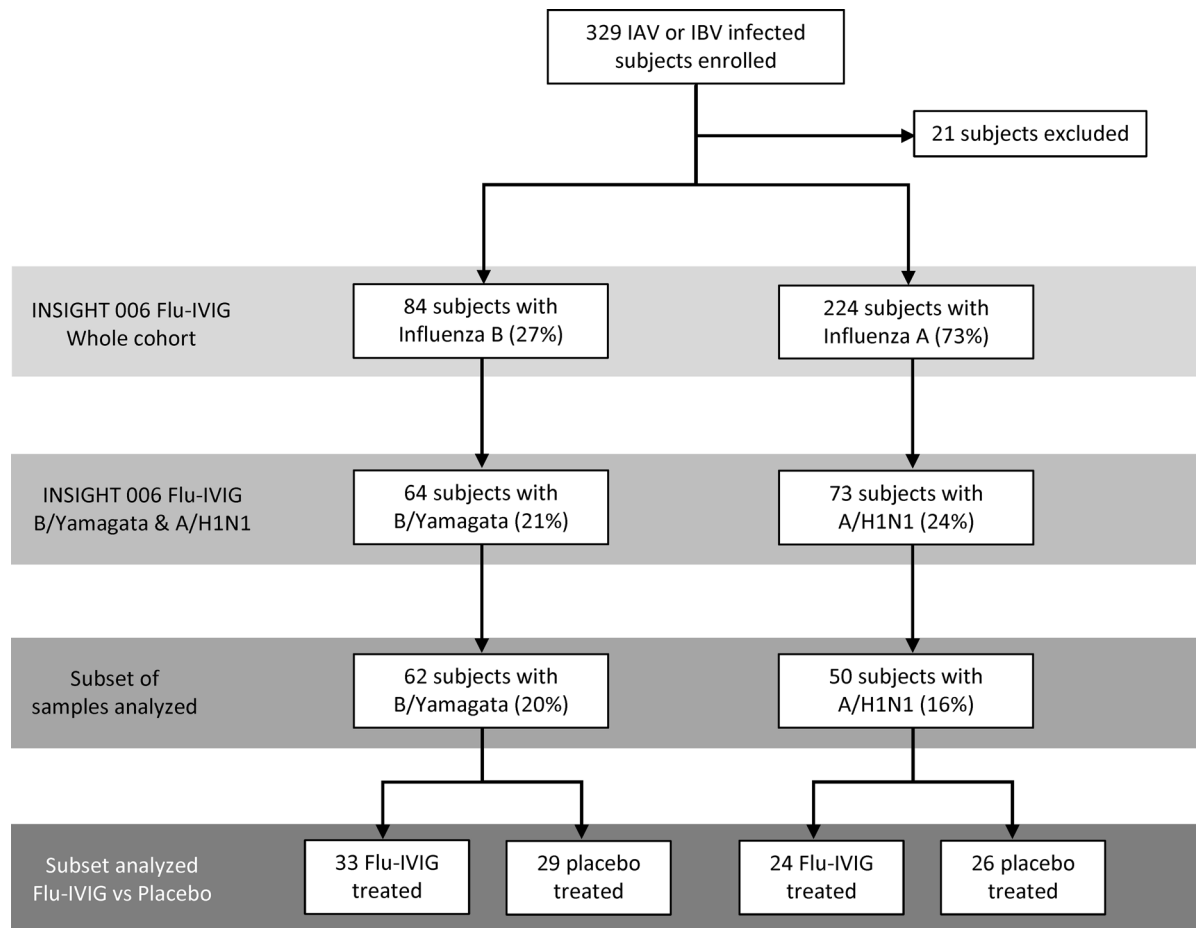 329 IAV or IBV infected
subjects enrolled
21 subjects excluded
INSIGHT 006 Flu-IVIG
Whole cohort
84 subjects with
Influenza B (27%)
224 subjects with
Influenza A (73%)
INSIGHT 006 Flu-IVIG
B/Yamagata & A/H1N1
64 subjects with
B/Yamagata (21%)
73 subjects with
A/H1N1 (24%)
Subset of
samples analyzed
62 subjects with
B/Yamagata (20%)
50 subjects with
A/H1N1 (16%)
Subset analyzed
Flu-IVIG vs Placebo
33 Flu-IVIG
treated
29 placebo
treated
24 Flu-IVIG
treated
26 placebo
treated